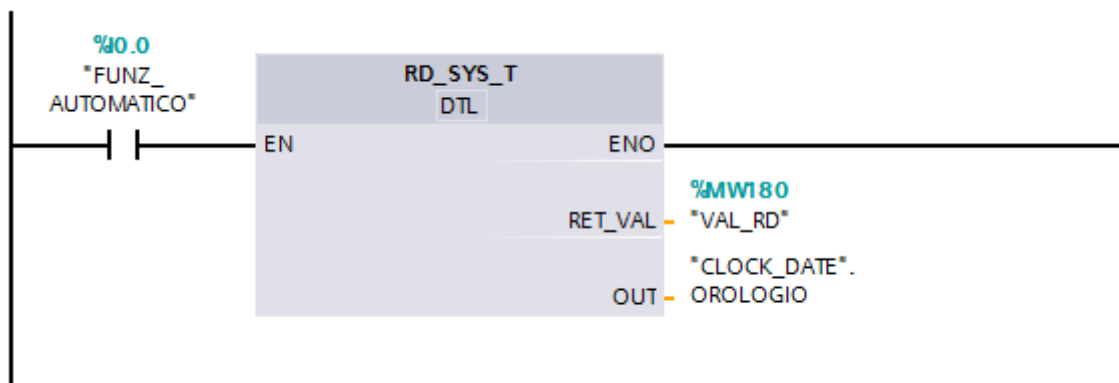 %I0.0
"FUNZ_
AUTOMATICO"
RD_SYS_T
DTL
EN
ENO
%MW180
RET_VAL
"VAL_RD"
"CLOCK_DATE".
OUT
OROLOGIO